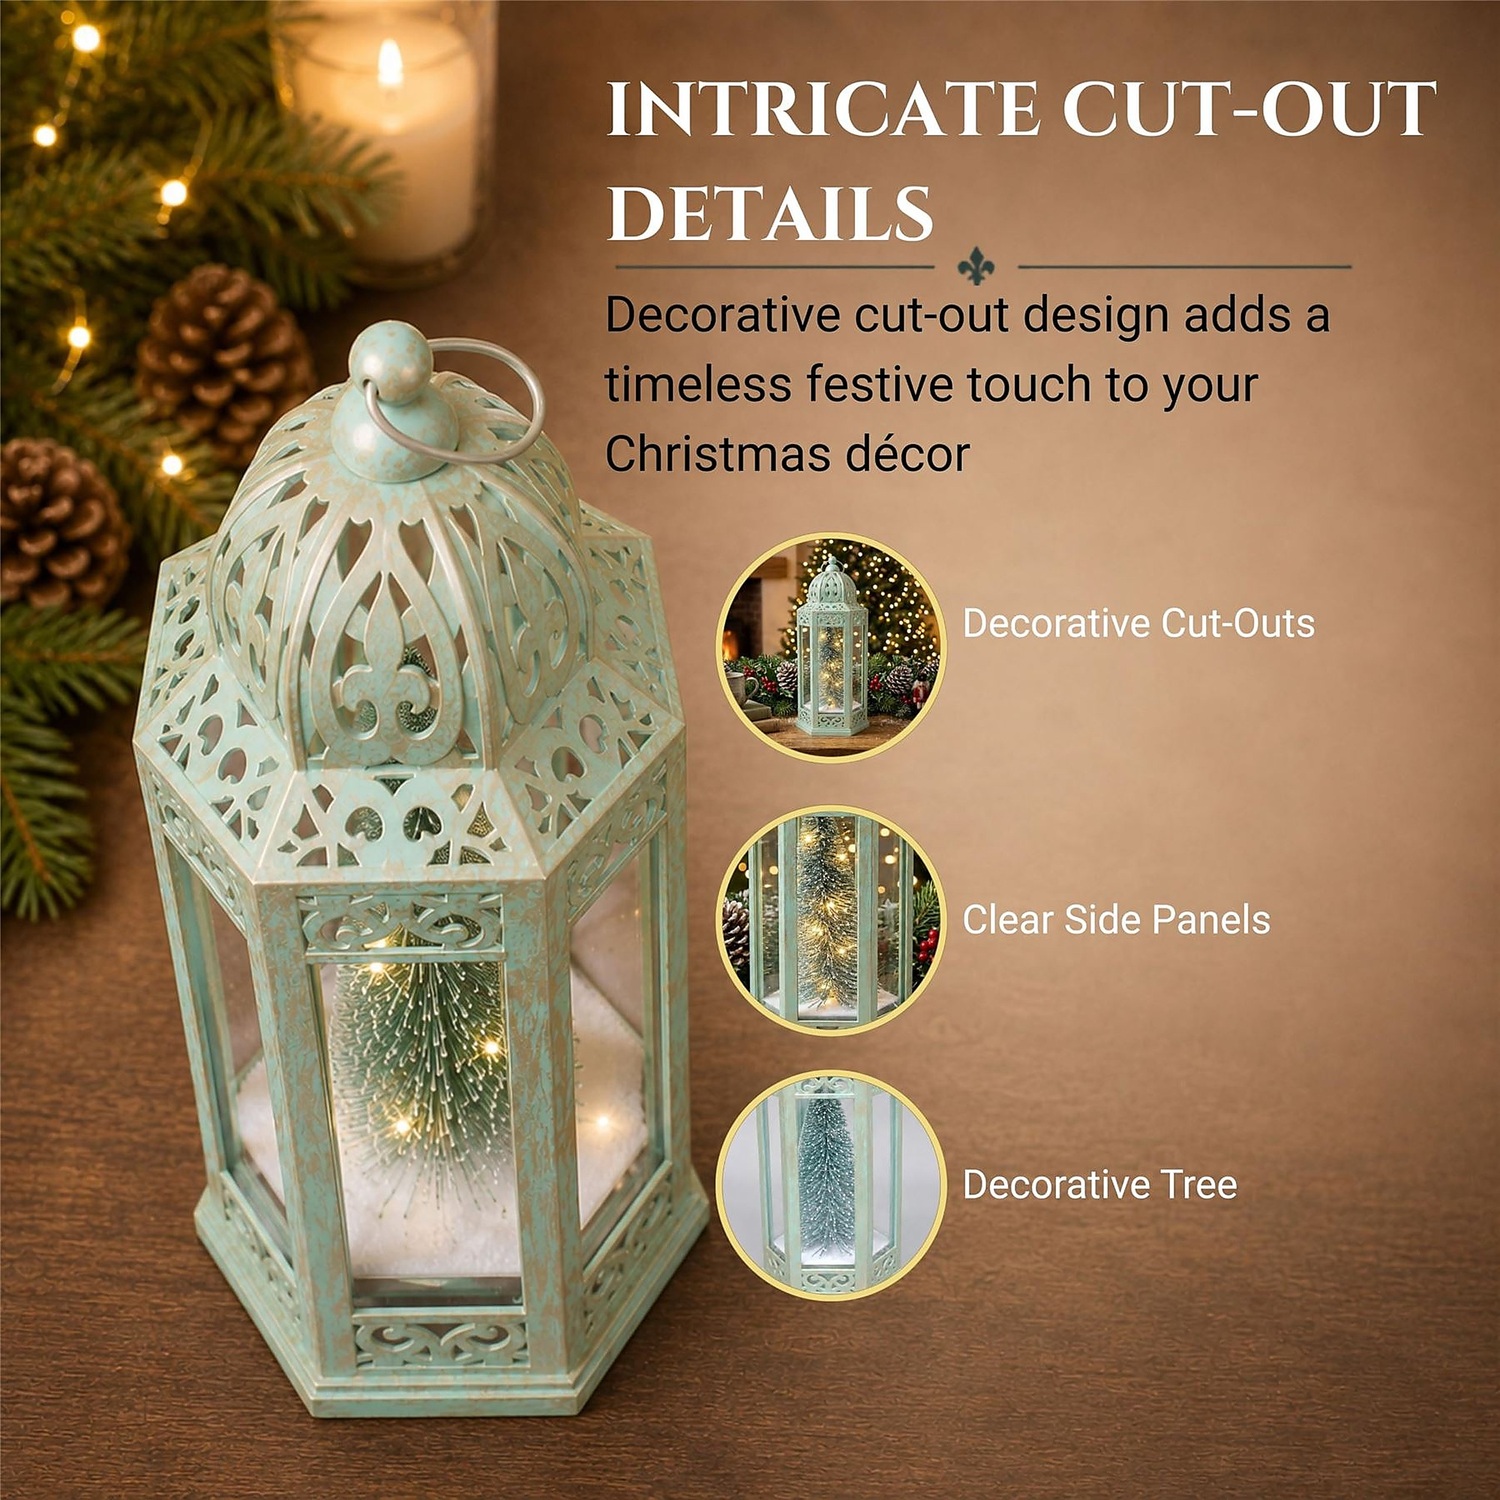 INTRICATE CUT-OUT
DETAILS
Decorative cut-out design adds a
timeless festive touch to your
Christmas décor
Decorative Cut-Outs
Clear Side Panels
Decorative Tree